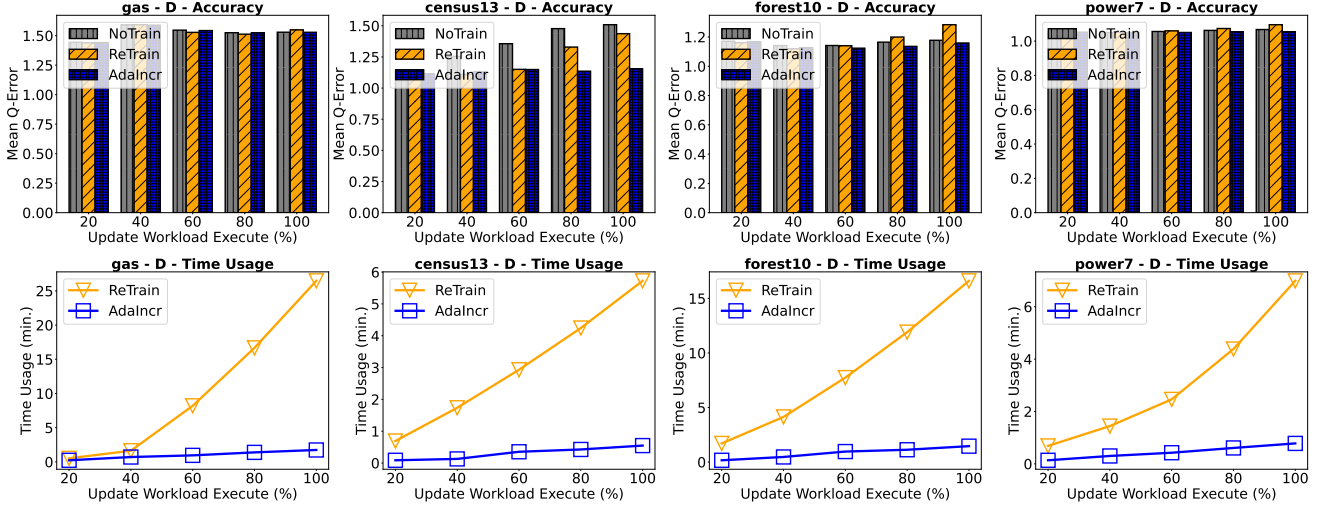 gas - D - Accuracy
Mean Q-Error
1.50
1.25
1.00
0.75
0.50
0.25
0.00
NoTrain
ReTrain
AdaIncr
20 40 60 80 100
Update Workload Execute (%)
census13 - D - Accuracy
Mean Q-Error
1.50
1.25
1.00
0.75
0.50
0.25
0.00
NoTrain
ReTrain
AdaIncr
20 40 60 80 100
Update Workload Execute (%)
forest10 - D - Accuracy
Mean Q-Error
1.2
1.0
0.8
0.6
0.4
0.2
0.0
NoTrain
ReTrain
AdaIncr
20 40 60 80 100
Update Workload Execute (%)
power7 - D - Accuracy
Mean Q-Error
1.0
0.8
0.6
0.4
0.2
0.0
NoTrain
ReTrain
AdaIncr
20 40 60 80 100
Update Workload Execute (%)
gas - D - Time Usage
Time Usage (min.)
25
20
15
10
5
0
ReTrain
AdaIncr
20 40 60 80 100
Update Workload Execute (%)
census13 - D - Time Usage
Time Usage (min.)
6
5
4
3
2
1
0
ReTrain
AdaIncr
20 40 60 80 100
Update Workload Execute (%)
forest10 - D - Time Usage
Time Usage (min.)
15
10
5
0
ReTrain
AdaIncr
20 40 60 80 100
Update Workload Execute (%)
power7 - D - Time Usage
Time Usage (min.)
6
4
2
0
ReTrain
AdaIncr
20 40 60 80 100
Update Workload Execute (%)